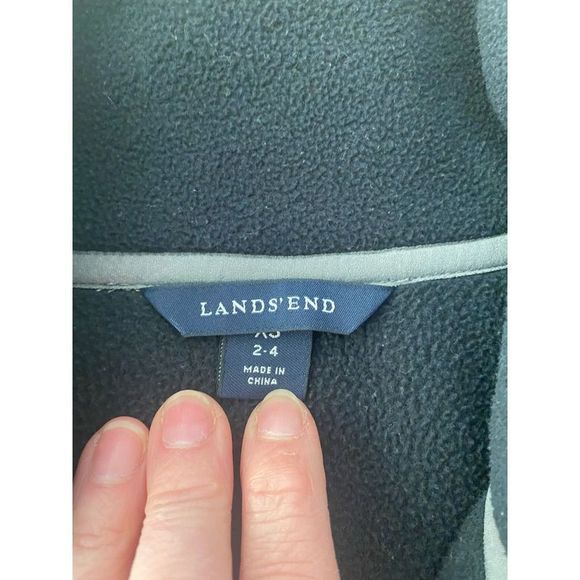 LANDS' END
XS
2-4
MADE IN
CHINA